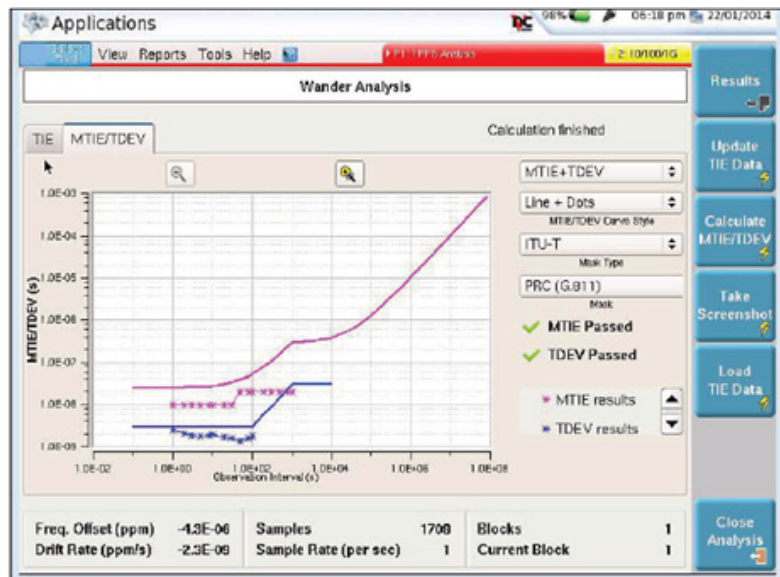 Applications
98% 06:18 pm 22/01/2014
View Reports Tools Help
2: 10/100/1G
Wander Analysis
Results
TIE MTIE/TDEV
Calculation finished
Update
TIE Data
Calculate
MTIE/TDEV
Take
Screenshot
Load
TIE Data
Close
Analysis
MTIE+TDEV
Line + Dots
MTIE/TDEV Curve Style
ITU-T
Mask Type
PRC (G.811)
Mask
MTIE Passed
TDEV Passed
MTIE results
TDEV results
MTIE/TDEV (s)
1.0E-03
1.0E-04
1.0E-05
1.0E-06
1.0E-07
1.0E-08
1.0E-09
1.0E-02 1.0E+00 1.0E+02 1.0E+04 1.0E+06 1.0E+08
Observation Interval (s)
Freq. Offset (ppm) -4.3E-06 Samples 1708 Blocks 1
Drift Rate (ppm/s) -2.3E-09 Sample Rate (per sec) 1 Current Block 1